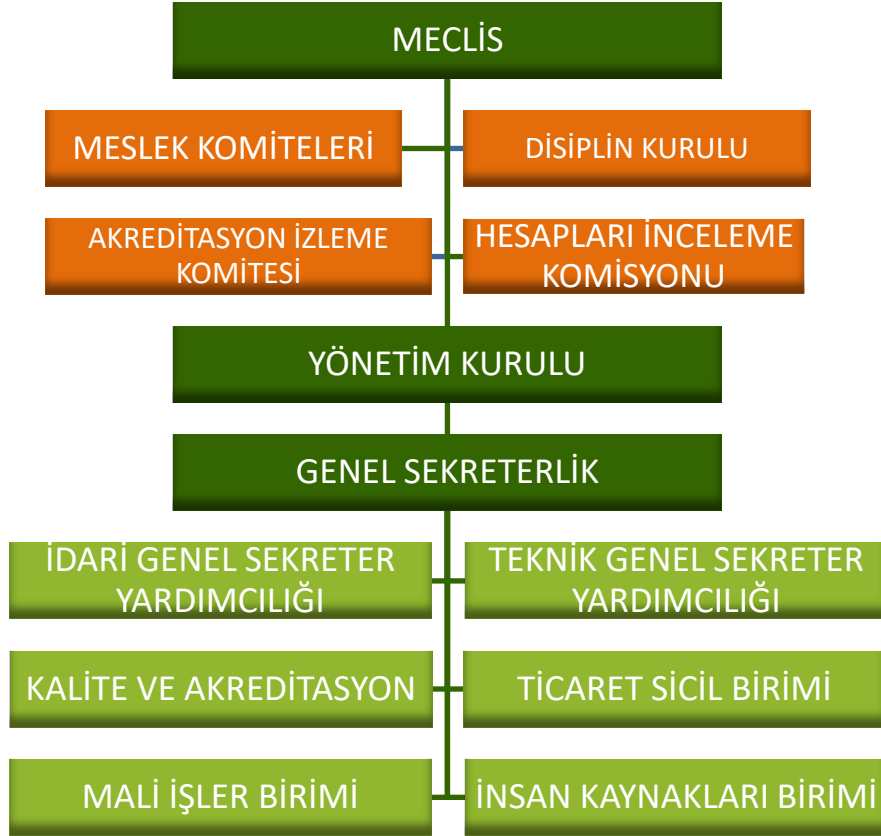 MECLİS
MESLEK KOMİTELERİ
DİSİPLİN KURULU
AKREDİTASYON İZLEME
KOMİTESİ
HESAPLARI İNCELEME
KOMİSYONU
YÖNETİM KURULU
GENEL SEKRETERLİK
İDARİ GENEL SEKRETER
YARDIMCILIĞI
TEKNİK GENEL SEKRETER
YARDIMCILIĞI
KALİTE VE AKREDİTASYON
TİCARET SİCİL BİRİMİ
MALİ İŞLER BİRİMİ
İNSAN KAYNAKLARI BİRİMİ